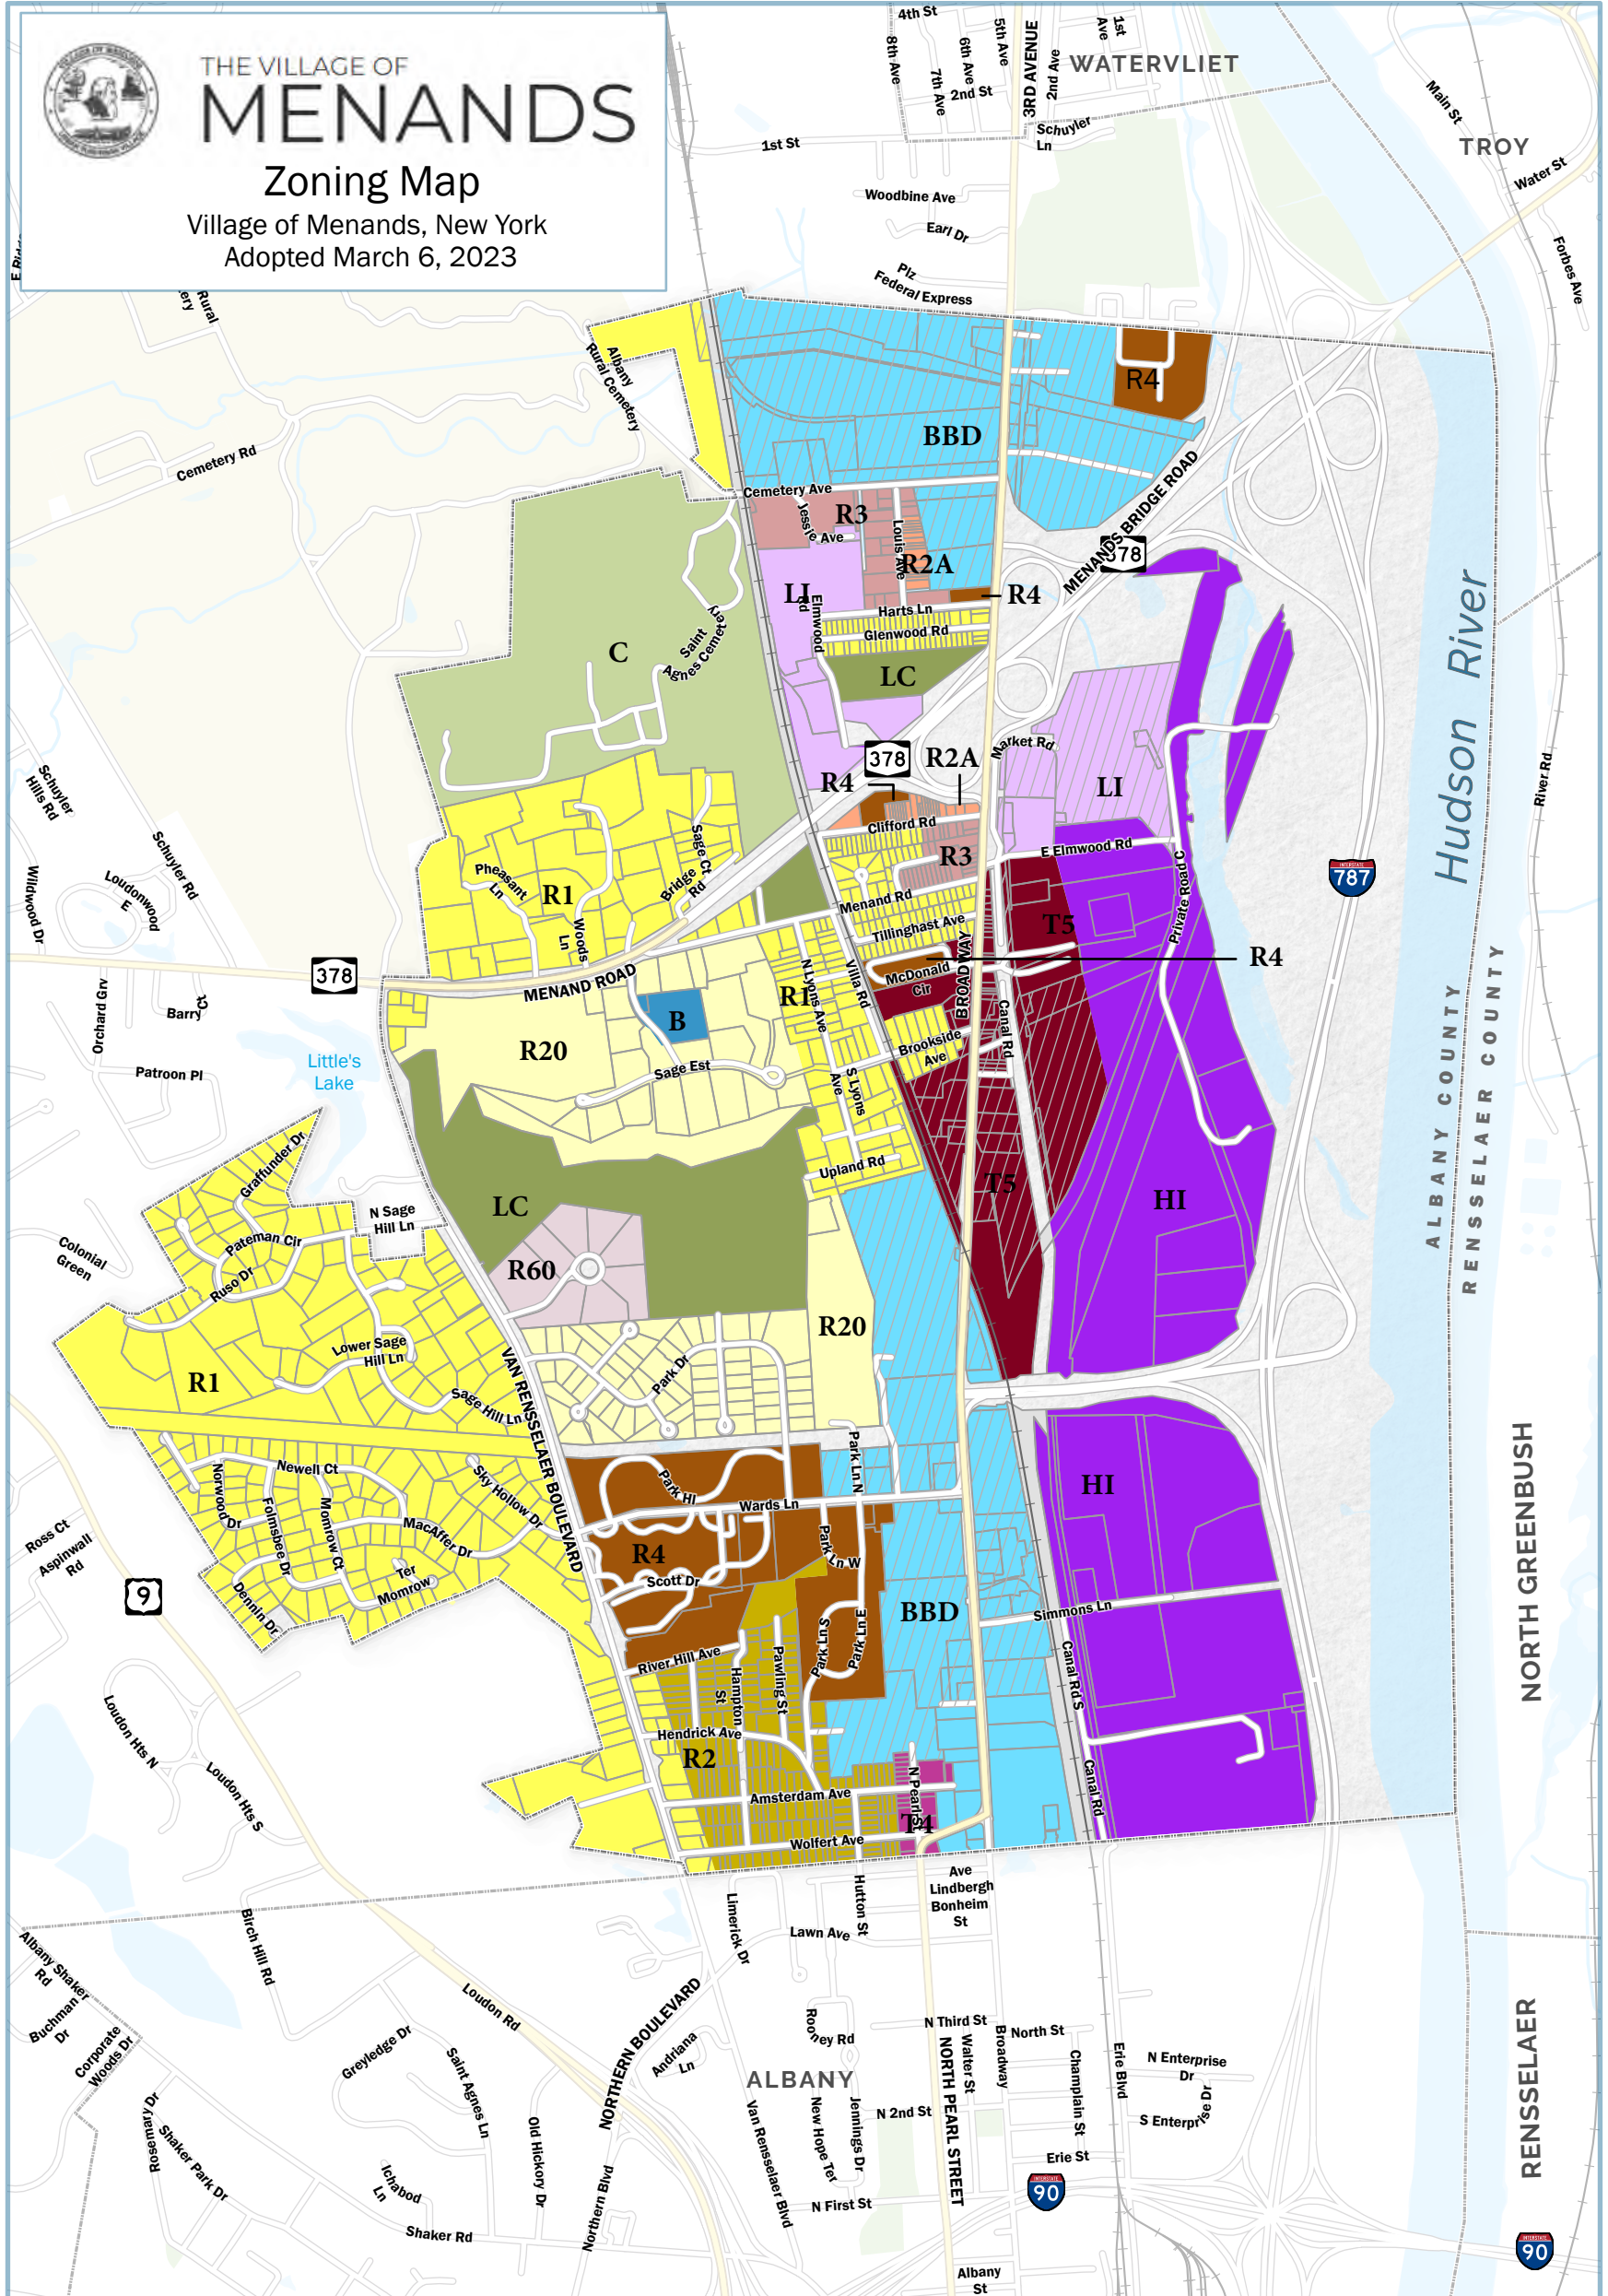 THE VILLAGE OF
MENANDS
Zoning Map
Village of Menands, New York
Adopted March 6, 2023
4th St
8th Ave
7th Ave
6th Ave
5th Ave
2nd St
3RD AVENUE
2nd Ave
1st Ave
WATERVLIET
Schuyler Ln
1st St
Main St
TROY
Water St
Forbes Ave
Woodbine Ave
Earl Dr
Plz
Federal Express
Rural
Albany
Rural Cemetery
R4
BBD
Cemetery Rd
Cemetery Ave
MENANDS BRIDGE ROAD
378
R3
Jessie Ave
Louis Ave
R2A
LI
Elmwood Rd
R4
Harts Ln
Glenwood Rd
Saint
Agnes Cemetery
C
LC
Hudson River
378
R2A
Market Rd
R4
LI
River Rd
Schuyler
Hills Rd
Schuyler Rd
Clifford Rd
R3
E Elmwood Rd
Sage Ct
Pheasant
Ln
R1
Bridge
Rd
Woods
Ln
Menand Rd
Tillinghast Ave
T5
Private Road
INTERSTATE
787
Wildwood Dr
Loudonwood
E
378
MENAND ROAD
N Lyons Ave
Villa Rd
McDonald
Cir
BROADWAY
R4
Orchard Grv
Barry Ct
R1
B
R20
Canal Rd
Brookside
Ave
Little's
Lake
Patroon Pl
Sage Est
S Lyons
Ave
ALBANY COUNTY
RENSSELAER COUNTY
Graffunder Dr
Upland Rd
T5
HI
LC
N Sage
Hill Ln
Pateman Cir
Colonial
Green
Ruso Dr
R60
R20
Lower Sage
Hill Ln
Park Dr
R1
VAN RENSSELAER BOULEVARD
Sage Hill Ln
Park Ln N
Newell Ct
Norwood Dr
Folmsbee Dr
Momrow Ct
Sky Hollow Dr
MacAffer Dr
Park Hl
Wards Ln
HI
NORTH GREENBUSH
R4
Park Ln W
Ross Ct
Aspinwall
Rd
9
Ter
Momrow
Dennin Dr
Scott Dr
BBD
Simmons Ln
Park Ln S
Park Ln E
River Hill Ave
Hampton
St
Pawling St
Canal Rd S
Loudon Hts N
Hendrick Ave
R2
Loudon Hts S
N Pearl St
Canal Rd
Amsterdam Ave
T4
Wolfert Ave
Ave
Lindbergh
Bonheim
St
Limerick Dr
Hutton St
Lawn Ave
Birch Hill Rd
Albany Shaker
Rd
Loudon Rd
Buchman
Dr
Corporate
Woods Dr
NORTHERN BOULEVARD
Rooney Rd
N Third St
North St
Greyledge Dr
Andriana
Ln
Walter St
Broadway
Erie Blvd
N Enterprise
Dr
Saint Agnes Ln
ALBANY
Champlain St
RENSSELAER
Rosemary Dr
New Hope Ter
Jennings Dr
N 2nd St
NORTH PEARL STREET
S Enterprise Dr
Old Hickory Dr
Van Rensselaer Blvd
Erie St
Shaker Park Dr
Ichabod
Ln
Northern Blvd
INTERSTATE
90
N First St
Shaker Rd
INTERSTATE
90
Albany
St